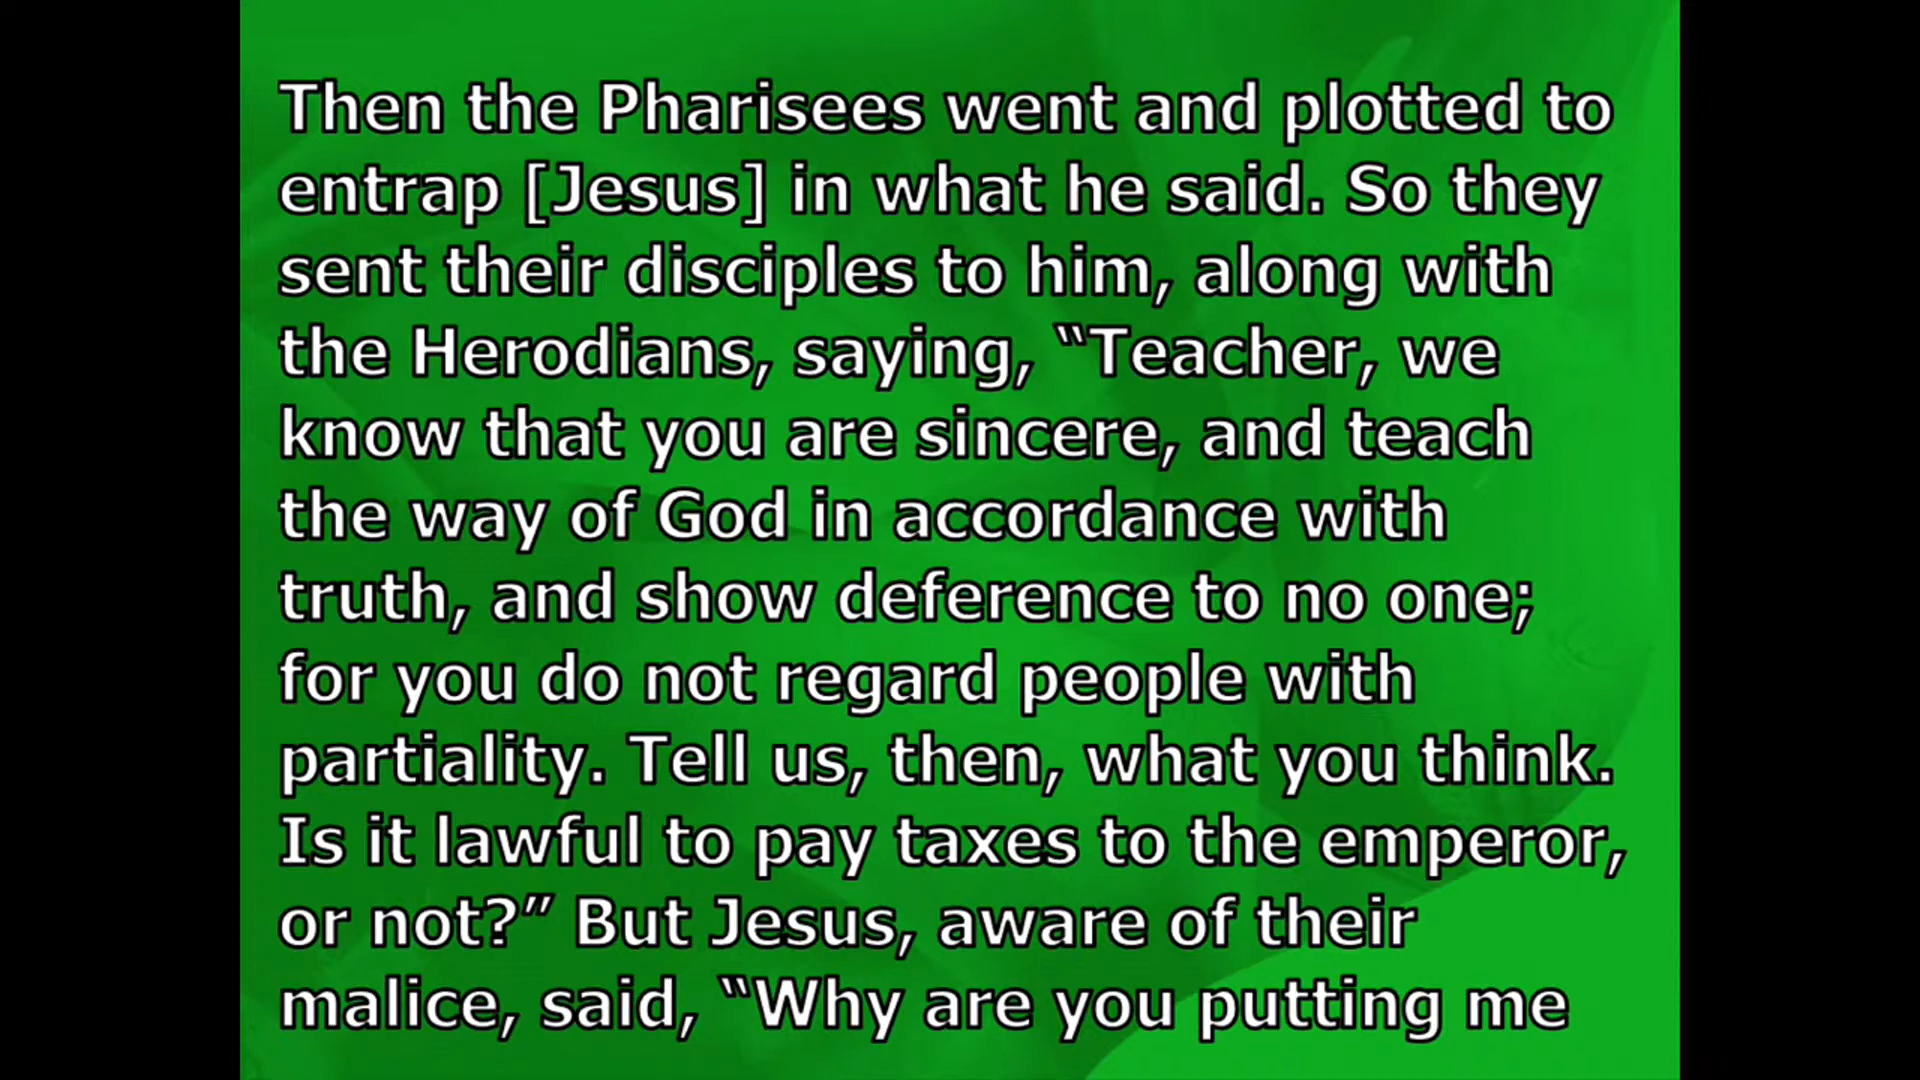 Then the Pharisees went and plotted to
entrap [Jesus] in what he said. So they
sent their disciples to him, along with
the Herodians, saying, “Teacher, we
know that you are sincere, and teach
the way of God in accordance with
truth, and show deference to no one;
for you do not regard people with
partiality. Tell us, then, what you think.
Is it lawful to pay taxes to the emperor,
or not?” But Jesus, aware of their
malice, said, “Why are you putting me